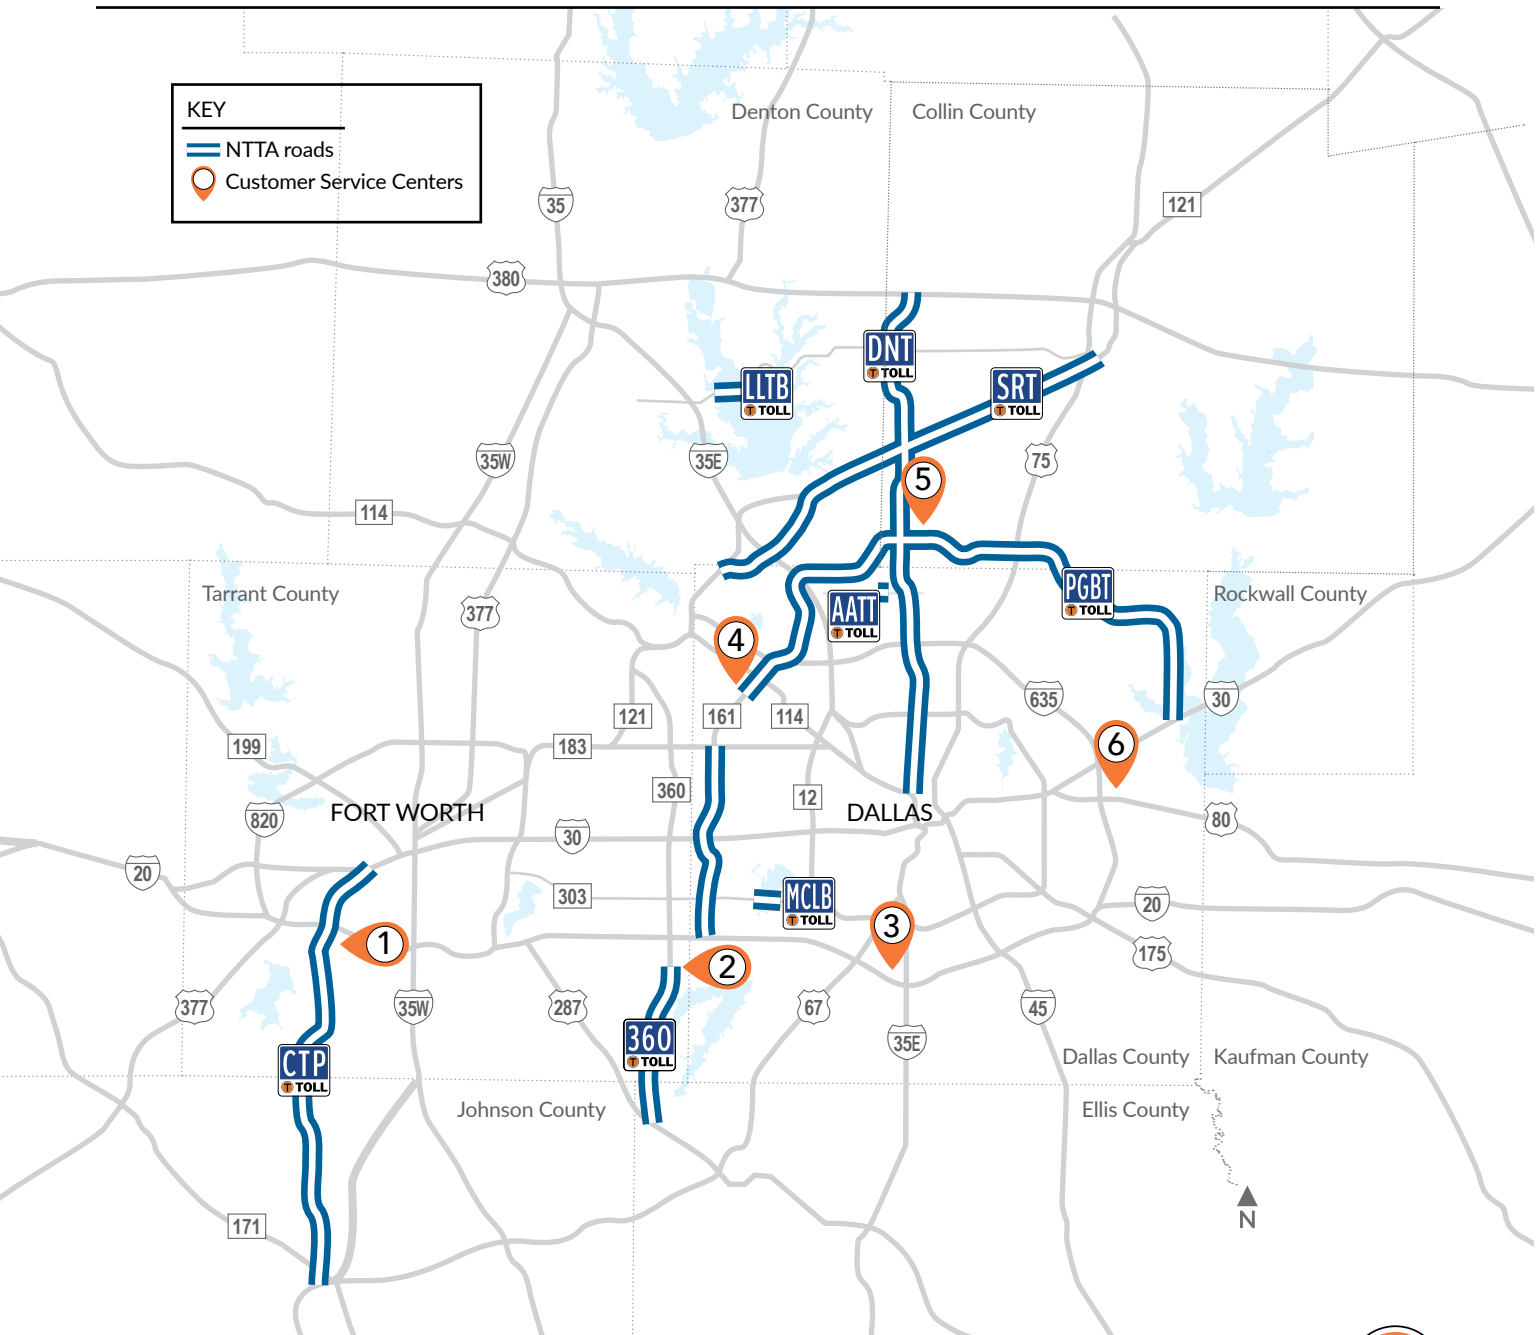 KEY
NTTA roads
Customer Service Centers
Denton County
Collin County
35
377
121
380
DNT
TOLL
LLTB
TOLL
SRT
TOLL
35W
35E
75
5
114
Tarrant County
377
AATT
TOLL
PGBT
TOLL
Rockwall County
4
635
30
121
161
114
199
183
6
360
12
820
FORT WORTH
DALLAS
80
30
20
303
MCLB
TOLL
20
3
1
2
175
377
35W
287
67
45
360
TOLL
35E
CTP
TOLL
Dallas County
Kaufman County
Johnson County
Ellis County
N
171